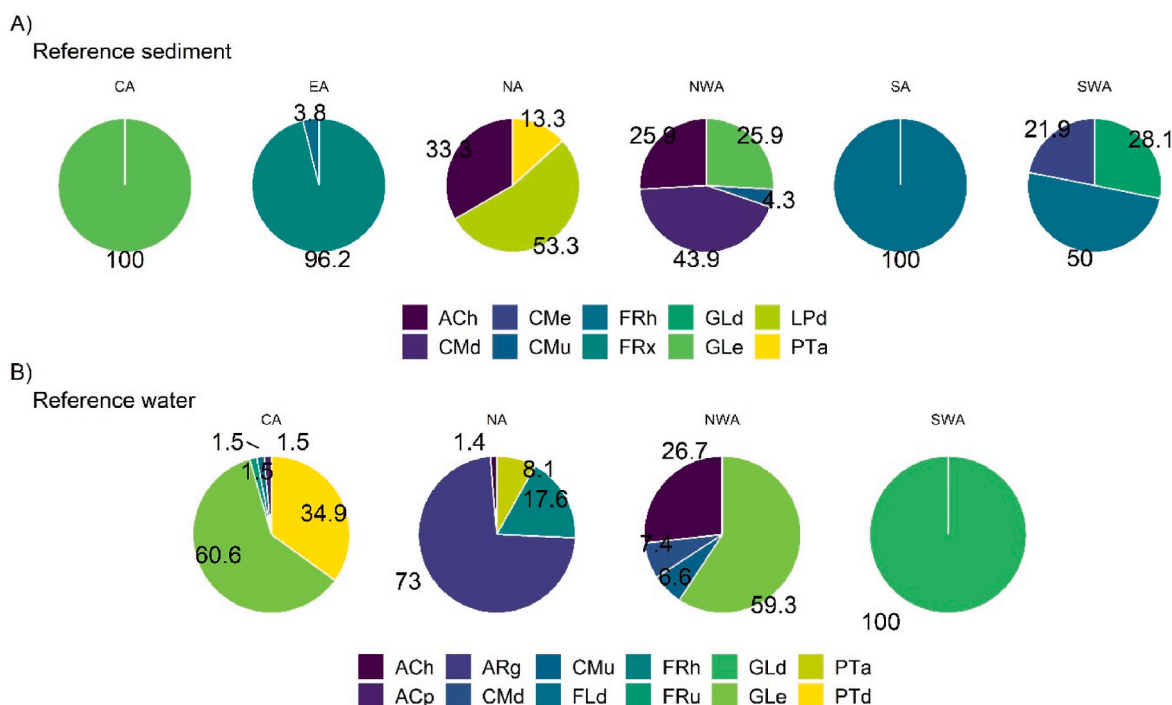 A)
Reference sediment
CA EA NA NWA SA SWA
3.8 13.3
33.3 25.9 25.9 21.9 28.1
4.3
53.3
100 96.2 43.9 100 50
ACh CMe FRh GLd LPd
CMd CMu FRx GLe PTa
B)
Reference water
CA NA NWA SWA
1.5 1.5 1.4 26.7
1.5 8.1
17.6
34.9
60.6 7.4
6.6
73 59.3
100
ACh ARg CMu FRh GLd PTa
ACp CMd FLd FRu GLe PTd